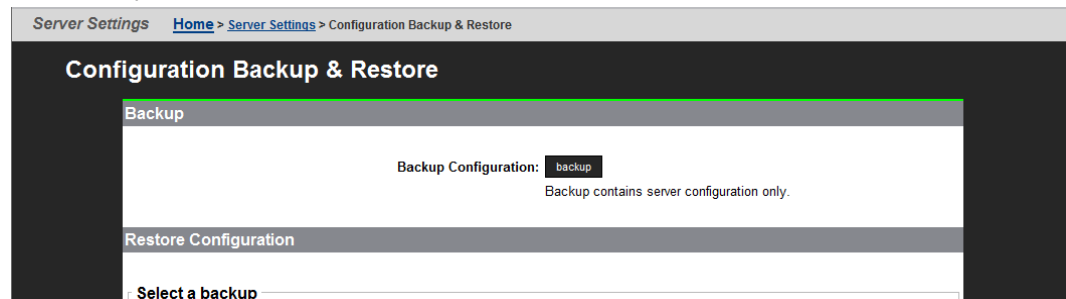 Server Settings Home > Server Settings > Configuration Backup & Restore
Configuration Backup & Restore
Backup
Backup Configuration: backup
Backup contains server configuration only.
Restore Configuration
Select a backup